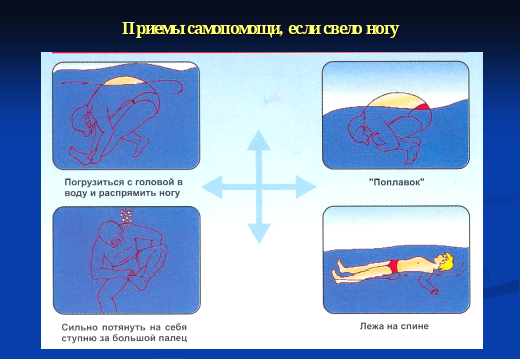 Приемы самопомощи, если свело ногу
Погрузиться с головой в
воду и распрямить ногу
"Поплавок"
Сильно потянуть на себя
ступню за большой палец
Лежа на спине